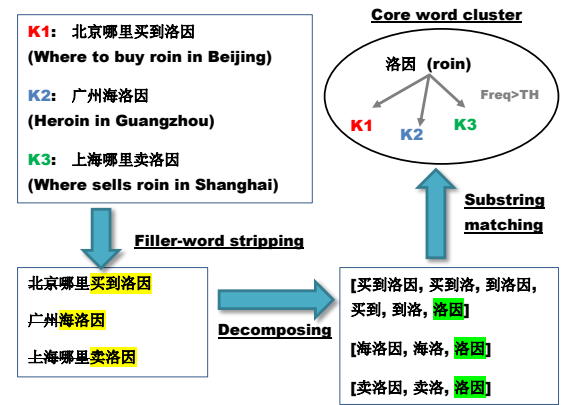 K1: 北京哪里买到洛因
(Where to buy roin in Beijing)
K2: 广州海洛因
(Heroin in Guangzhou)
K3: 上海哪里卖洛因
(Where sells roin in Shanghai)
Core word cluster
洛因 (roin)
Freq>TH
K1
K2
K3
Filler-word stripping
Substring
matching
北京哪里买到洛因
广州海洛因
上海哪里卖洛因
Decomposing
[买到洛因, 买到洛, 到洛因,
买到, 到洛, 洛因]
[海洛因, 海洛, 洛因]
[卖洛因, 卖洛, 洛因]